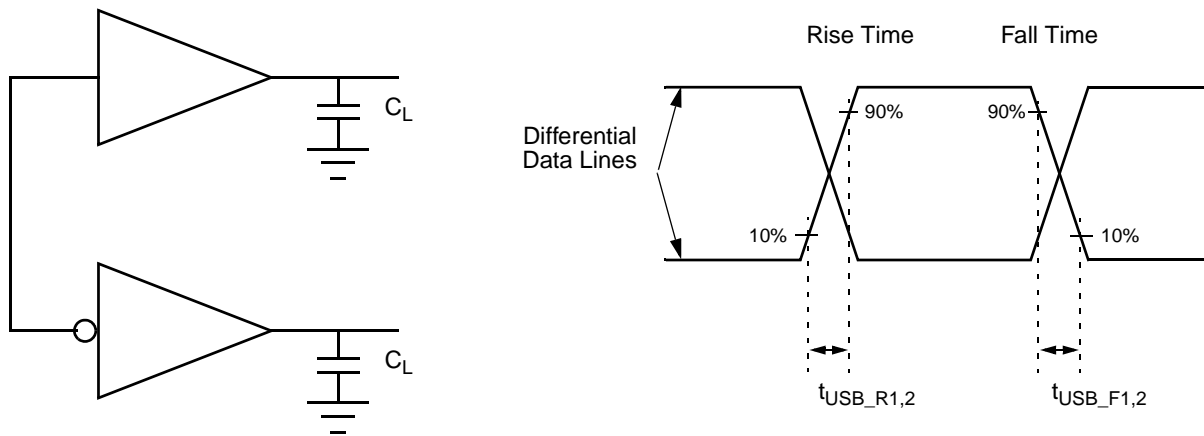 C_L
C_L
Rise Time
Fall Time
Differential
Data Lines
90%
90%
10%
10%
t_USB_R1,2
t_USB_F1,2